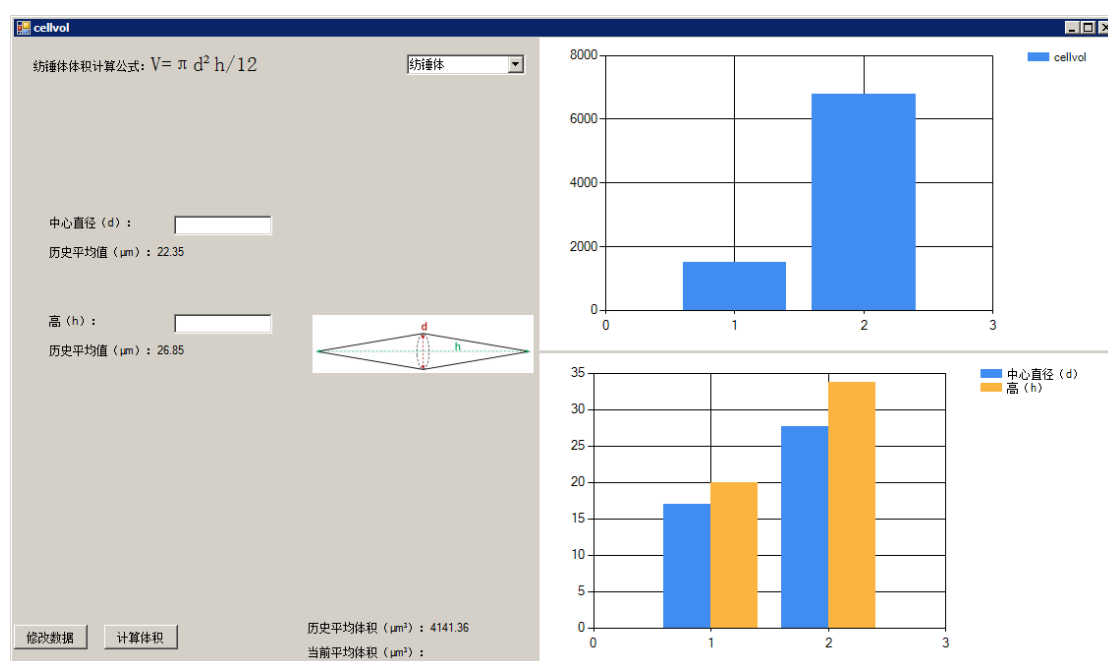 cellvol
纺锤体体积计算公式: V= π d² h/12
纺锤体
中心直径（d）：
历史平均值（μm）：22.35
高（h）：
历史平均值（μm）：26.85
d
h
修改数据
计算体积
历史平均体积（μm³）：4141.36
当前平均体积（μm³）：
8000
6000
4000
2000
0
0 1 2 3
cellvol
35
30
25
20
15
10
5
0
0 1 2 3
中心直径（d）
高（h）